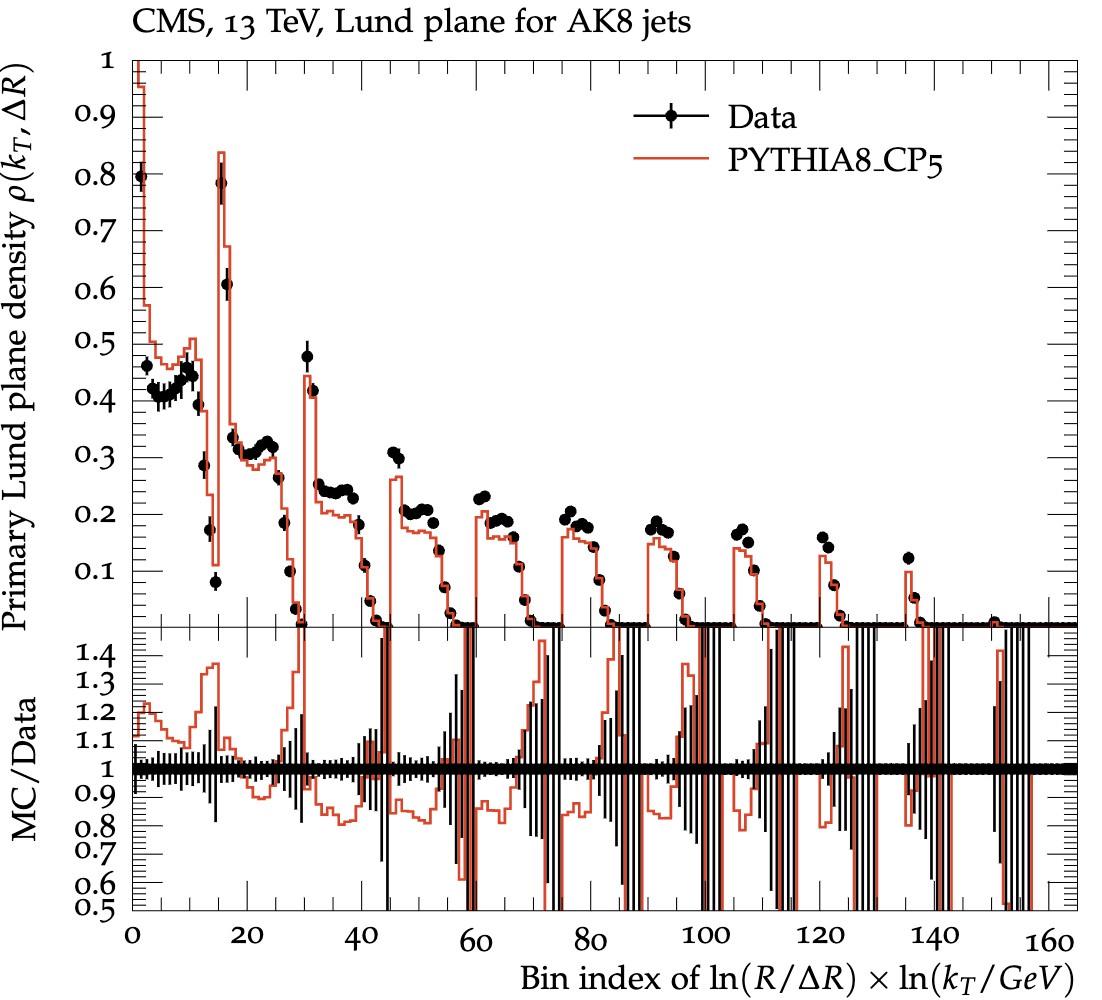 CMS, 13 TeV, Lund plane for AK8 jets
Primary Lund plane density ρ(k_T, ΔR)
1
0.9
0.8
0.7
0.6
0.5
0.4
0.3
0.2
0.1
Data
PYTHIA8_CP5
MC/Data
1.4
1.3
1.2
1.1
1
0.9
0.8
0.7
0.6
0.5
0 20 40 60 80 100 120 140 160
Bin index of ln(R/ΔR) × ln(k_T/GeV)